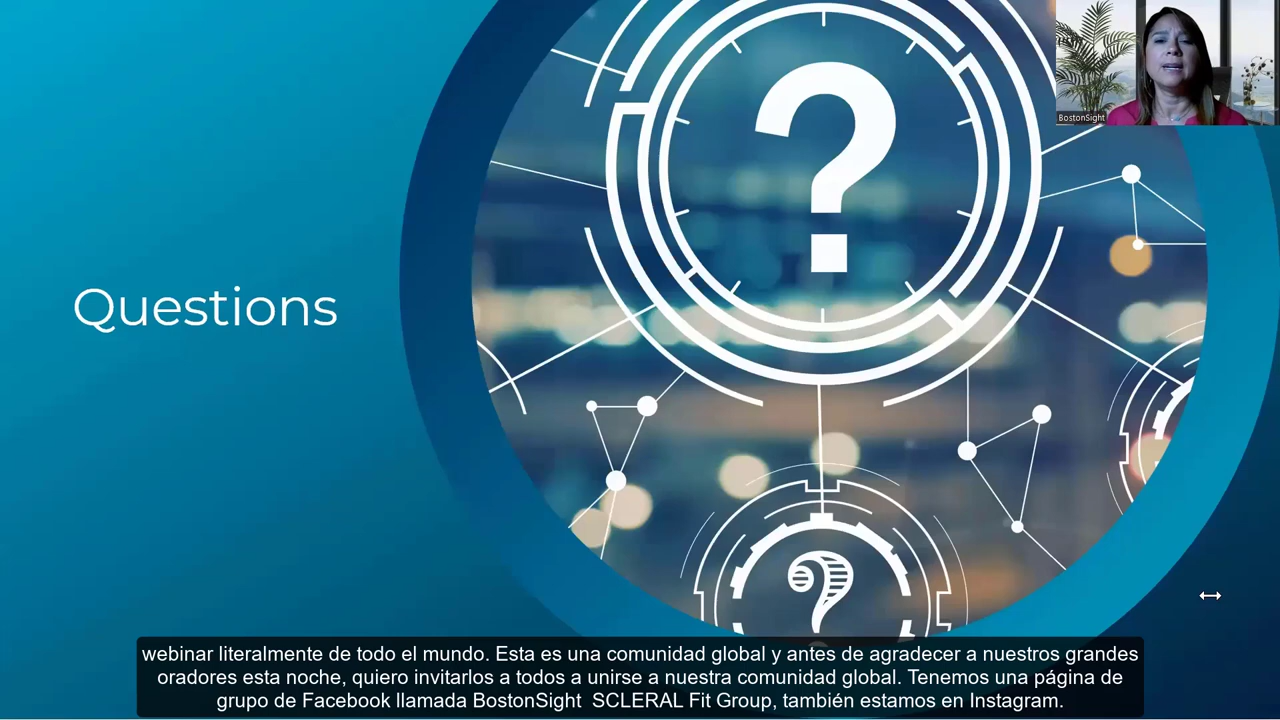 BostonSight
Questions
webinar literalmente de todo el mundo. Esta es una comunidad global y antes de agradecer a nuestros grandes
oradores esta noche, quiero invitarlos a todos a unirse a nuestra comunidad global. Tenemos una página de
grupo de Facebook llamada BostonSight  SCLERAL Fit Group, también estamos en Instagram.